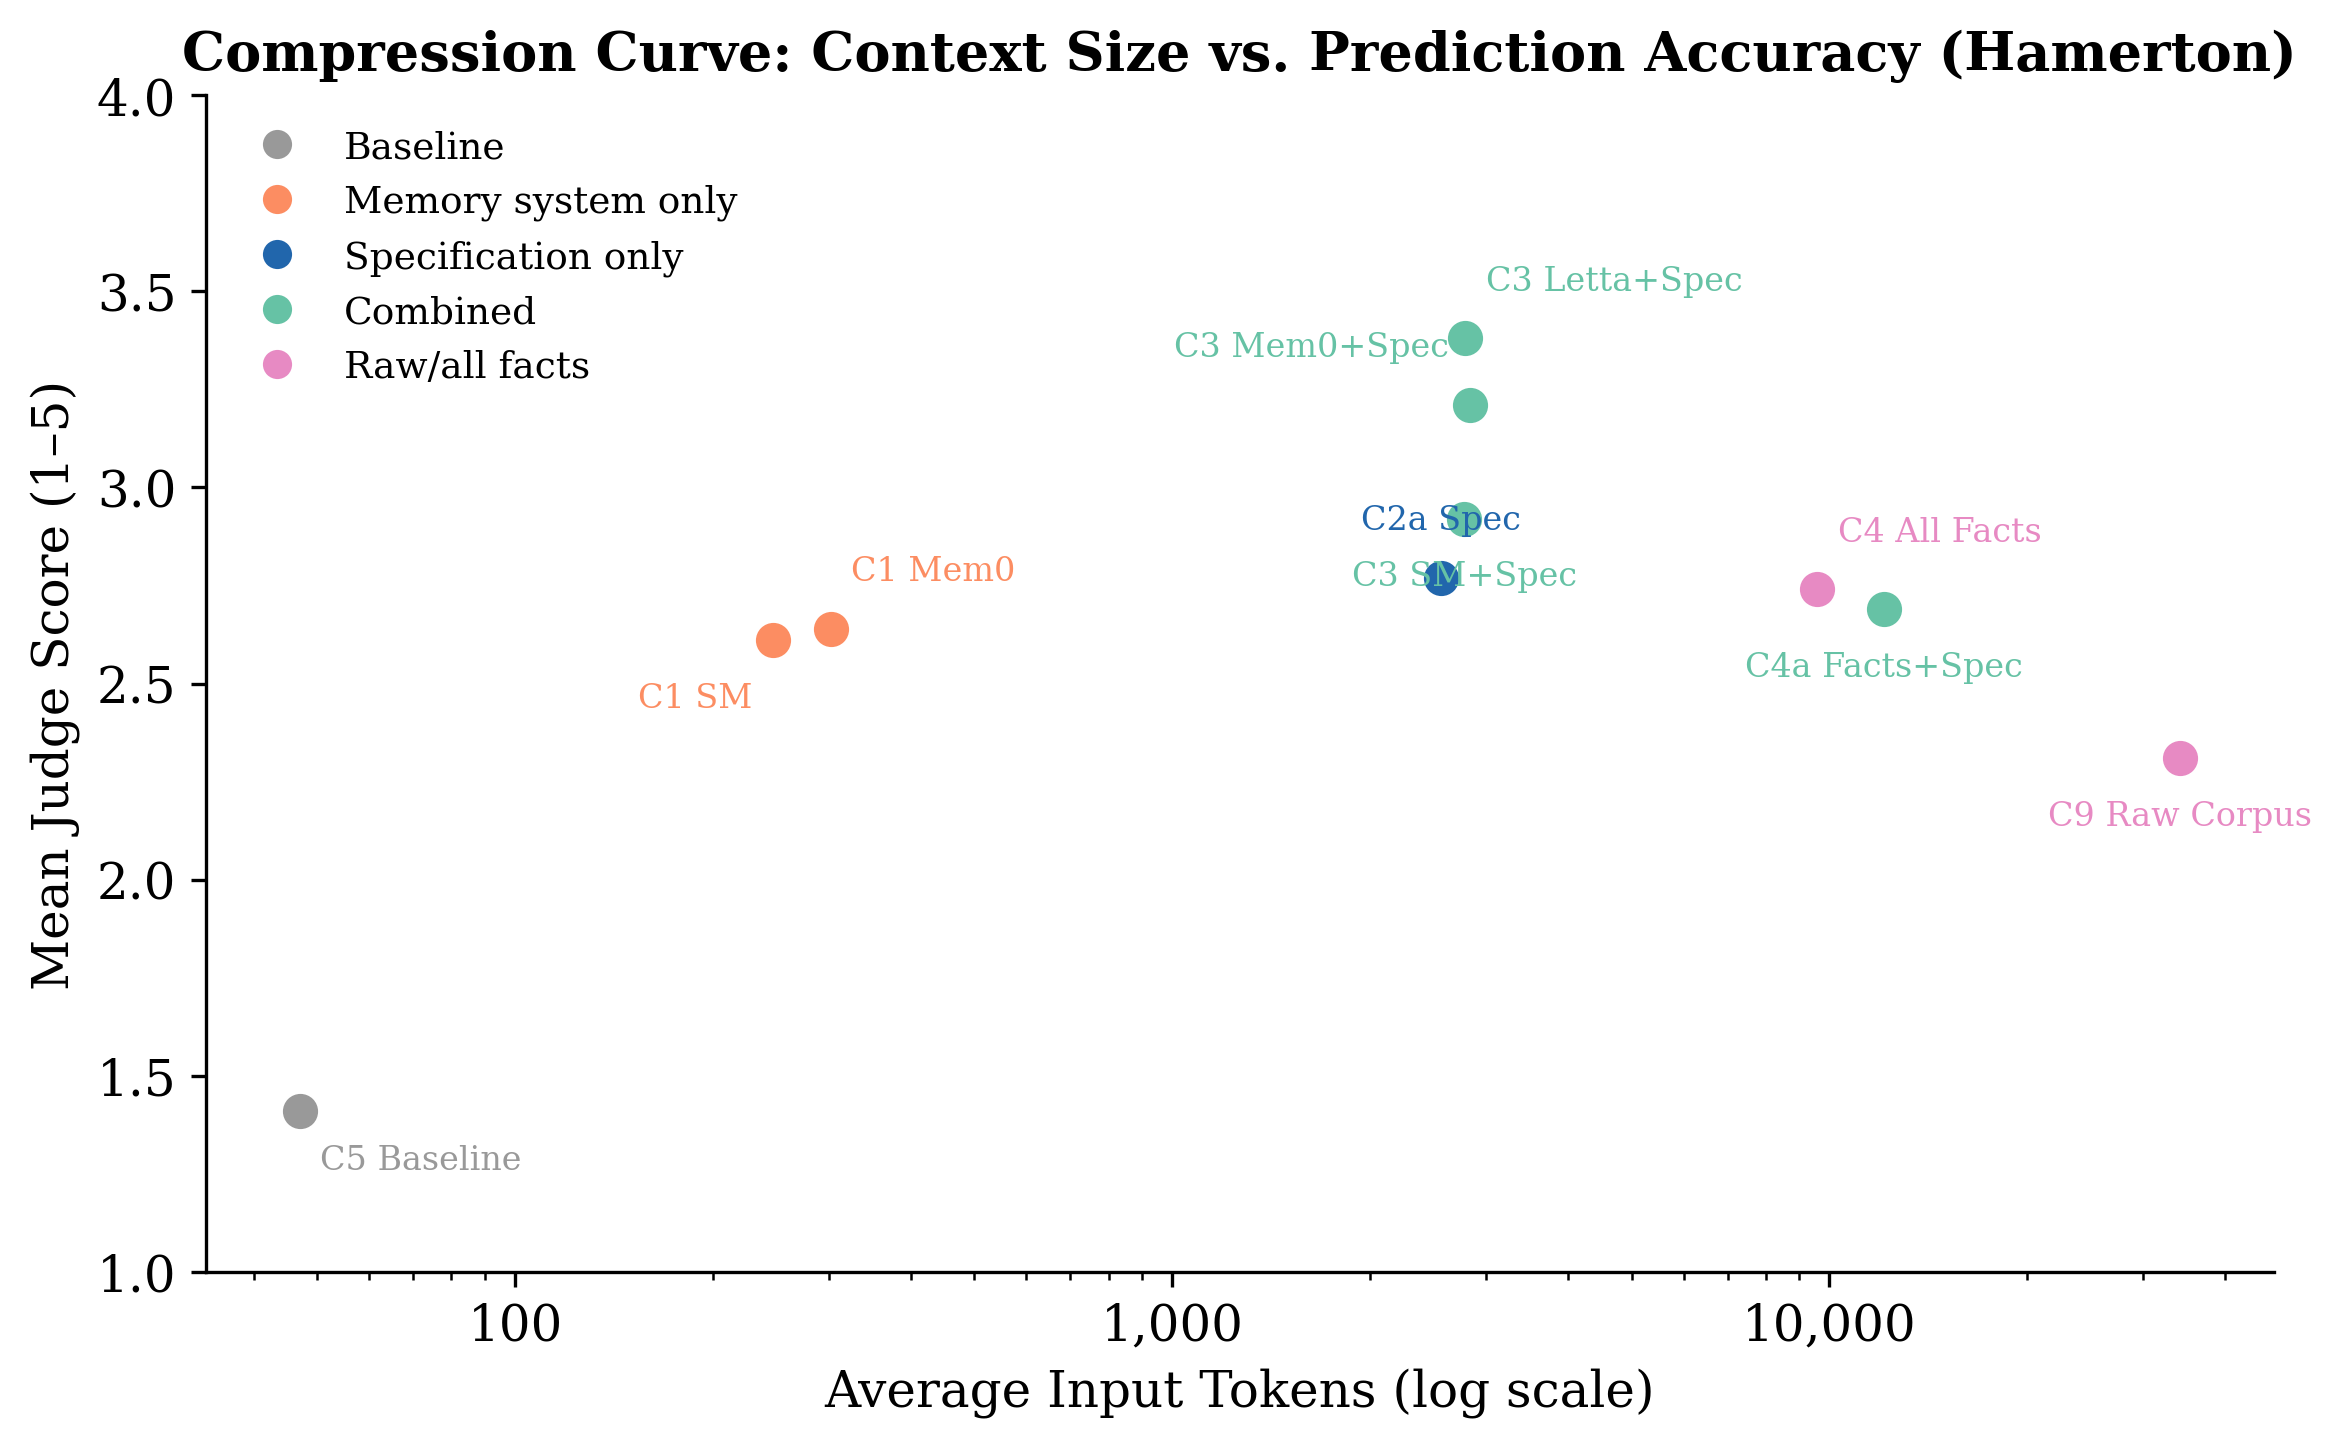 Compression Curve: Context Size vs. Prediction Accuracy (Hamerton)
4.0
3.5
3.0
2.5
2.0
1.5
1.0
Mean Judge Score (1–5)
Baseline
Memory system only
Specification only
Combined
Raw/all facts
C3 Letta+Spec
C3 Mem0+Spec
C2a Spec
C4 All Facts
C1 Mem0
C3 SM+Spec
C4a Facts+Spec
C1 SM
C9 Raw Corpus
C5 Baseline
100
1,000
10,000
Average Input Tokens (log scale)